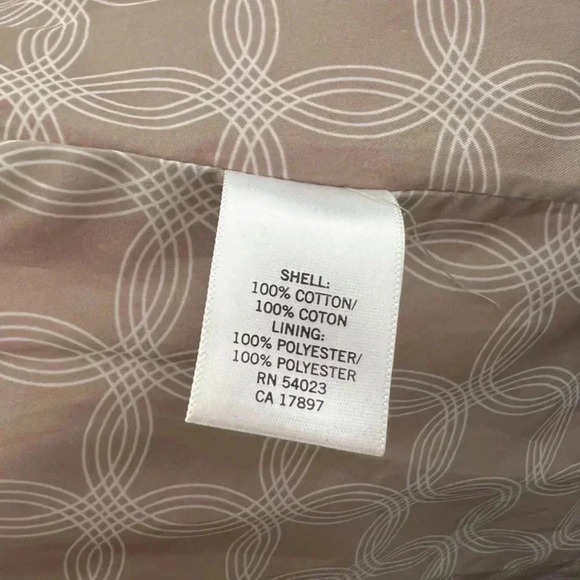 SHELL:
100% COTTON/
100% COTON
LINING:
100% POLYESTER/
100% POLYESTER
RN 54023
CA 17897